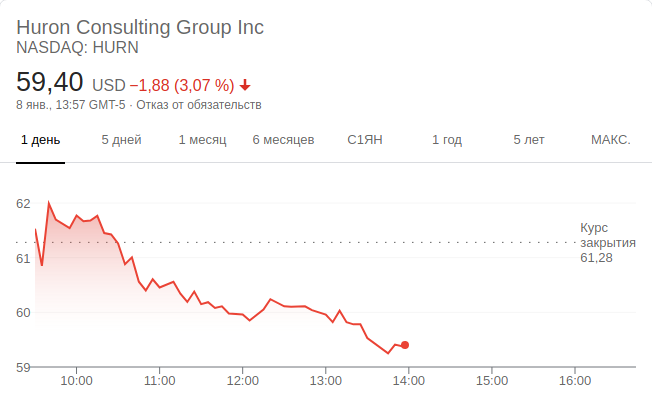 Huron Consulting Group Inc
NASDAQ: HURN
59,40 USD −1,88 (3,07 %)
8 янв., 13:57 GMT-5 · Отказ от обязательств
1 день 5 дней 1 месяц 6 месяцев С1ЯН 1 год 5 лет МАКС.
62
Курс
закрытия
61
61,28
60
59
10:00 11:00 12:00 13:00 14:00 15:00 16:00